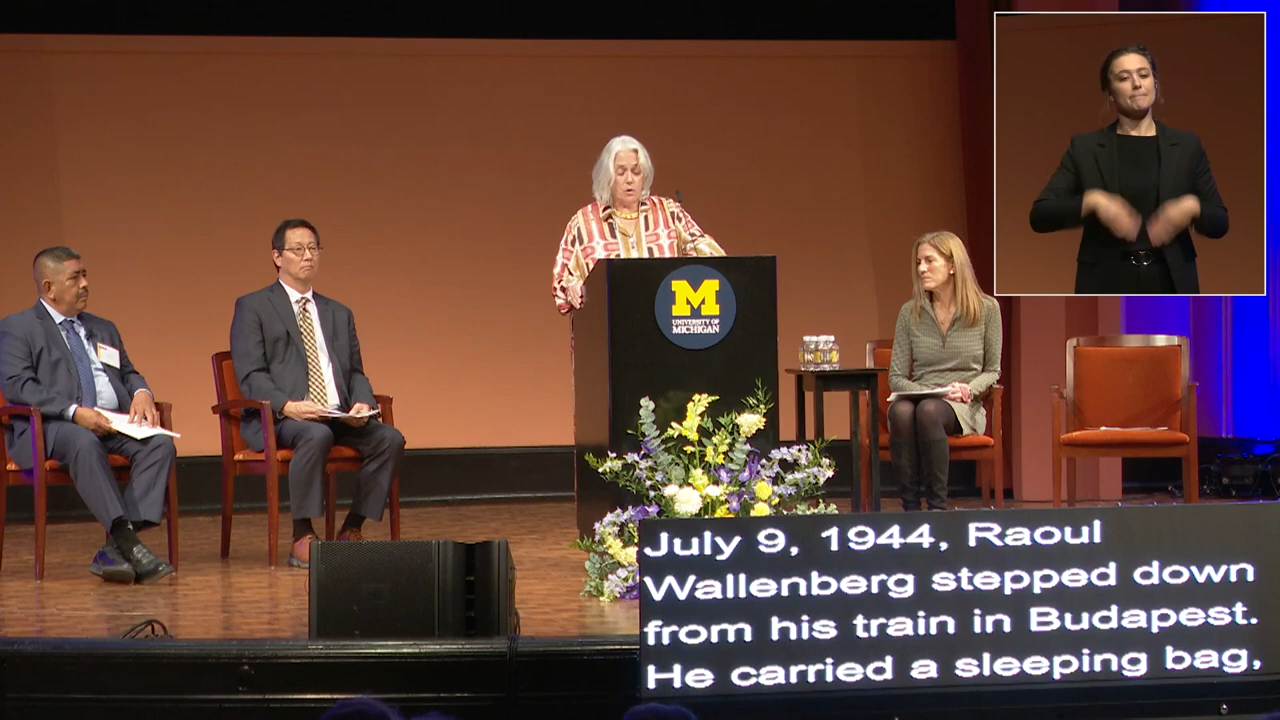 M
UNIVERSITY OF
MICHIGAN
July 9, 1944, Raoul
Wallenberg stepped down
from his train in Budapest.
He carried a sleeping bag,